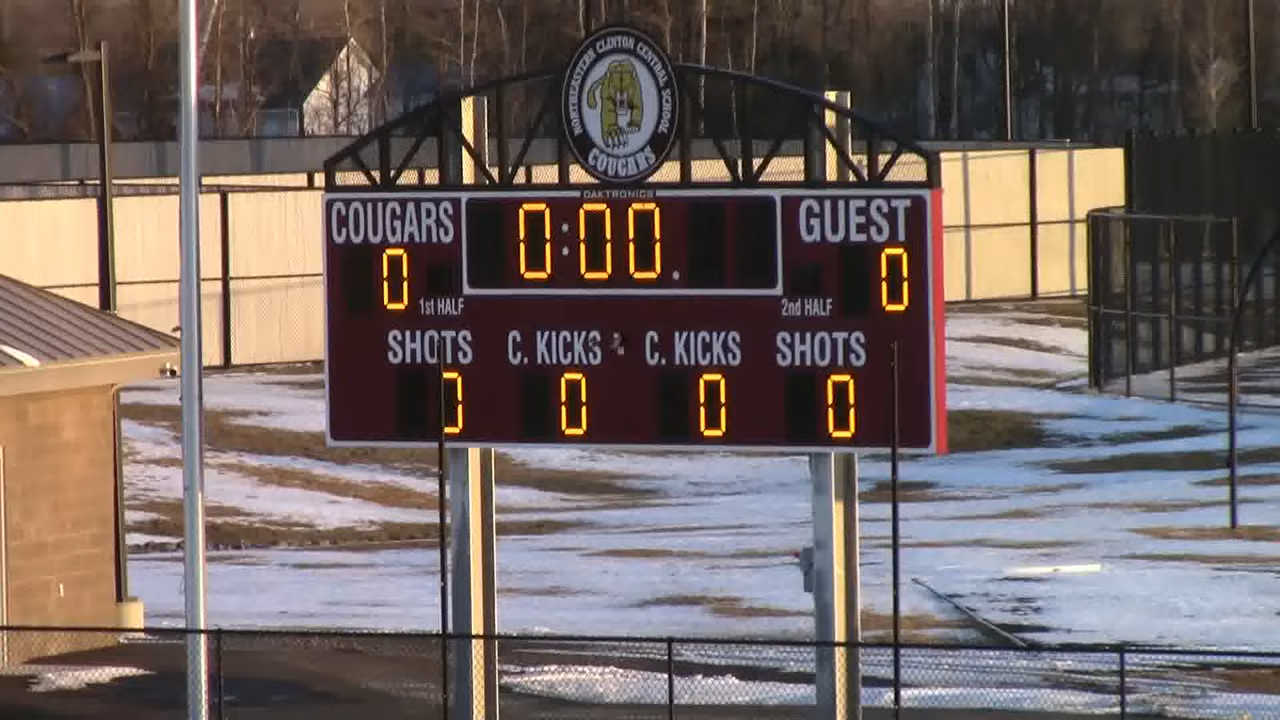 NORTHEASTERN CLINTON CENTRAL SCHOOL
COUGARS
DAKTRONICS
COUGARS 0:00. GUEST
0 0
1st HALF 2nd HALF
SHOTS C. KICKS C. KICKS SHOTS
0 0 0 0